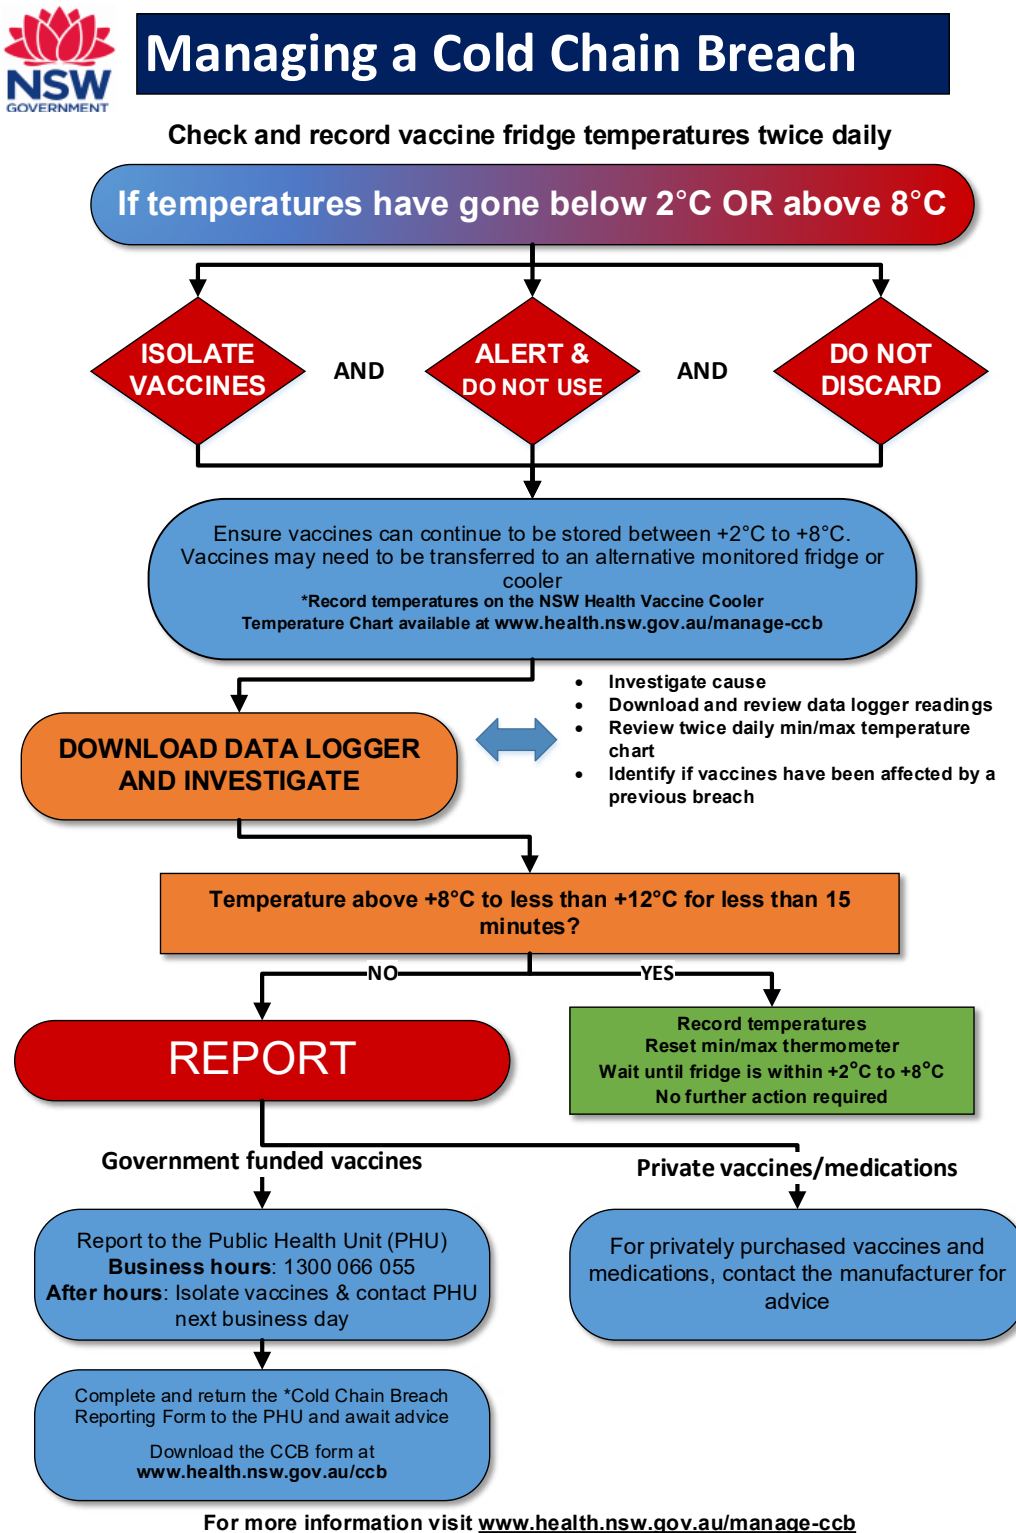 NSW
GOVERNMENT
Managing a Cold Chain Breach
Check and record vaccine fridge temperatures twice daily
If temperatures have gone below 2°C OR above 8°C
ISOLATE
VACCINES
AND
ALERT &
DO NOT USE
AND
DO NOT
DISCARD
Ensure vaccines can continue to be stored between +2°C to +8°C.
Vaccines may need to be transferred to an alternative monitored fridge or
cooler
*Record temperatures on the NSW Health Vaccine Cooler
Temperature Chart available at www.health.nsw.gov.au/manage-ccb
DOWNLOAD DATA LOGGER
AND INVESTIGATE
• Investigate cause
• Download and review data logger readings
• Review twice daily min/max temperature
chart
• Identify if vaccines have been affected by a
previous breach
Temperature above +8°C to less than +12°C for less than 15
minutes?
NO
YES
REPORT
Record temperatures
Reset min/max thermometer
Wait until fridge is within +2°C to +8°C
No further action required
Government funded vaccines
Private vaccines/medications
Report to the Public Health Unit (PHU)
Business hours: 1300 066 055
After hours: Isolate vaccines & contact PHU
next business day
For privately purchased vaccines and
medications, contact the manufacturer for
advice
Complete and return the *Cold Chain Breach
Reporting Form to the PHU and await advice
Download the CCB form at
www.health.nsw.gov.au/ccb
For more information visit www.health.nsw.gov.au/manage-ccb